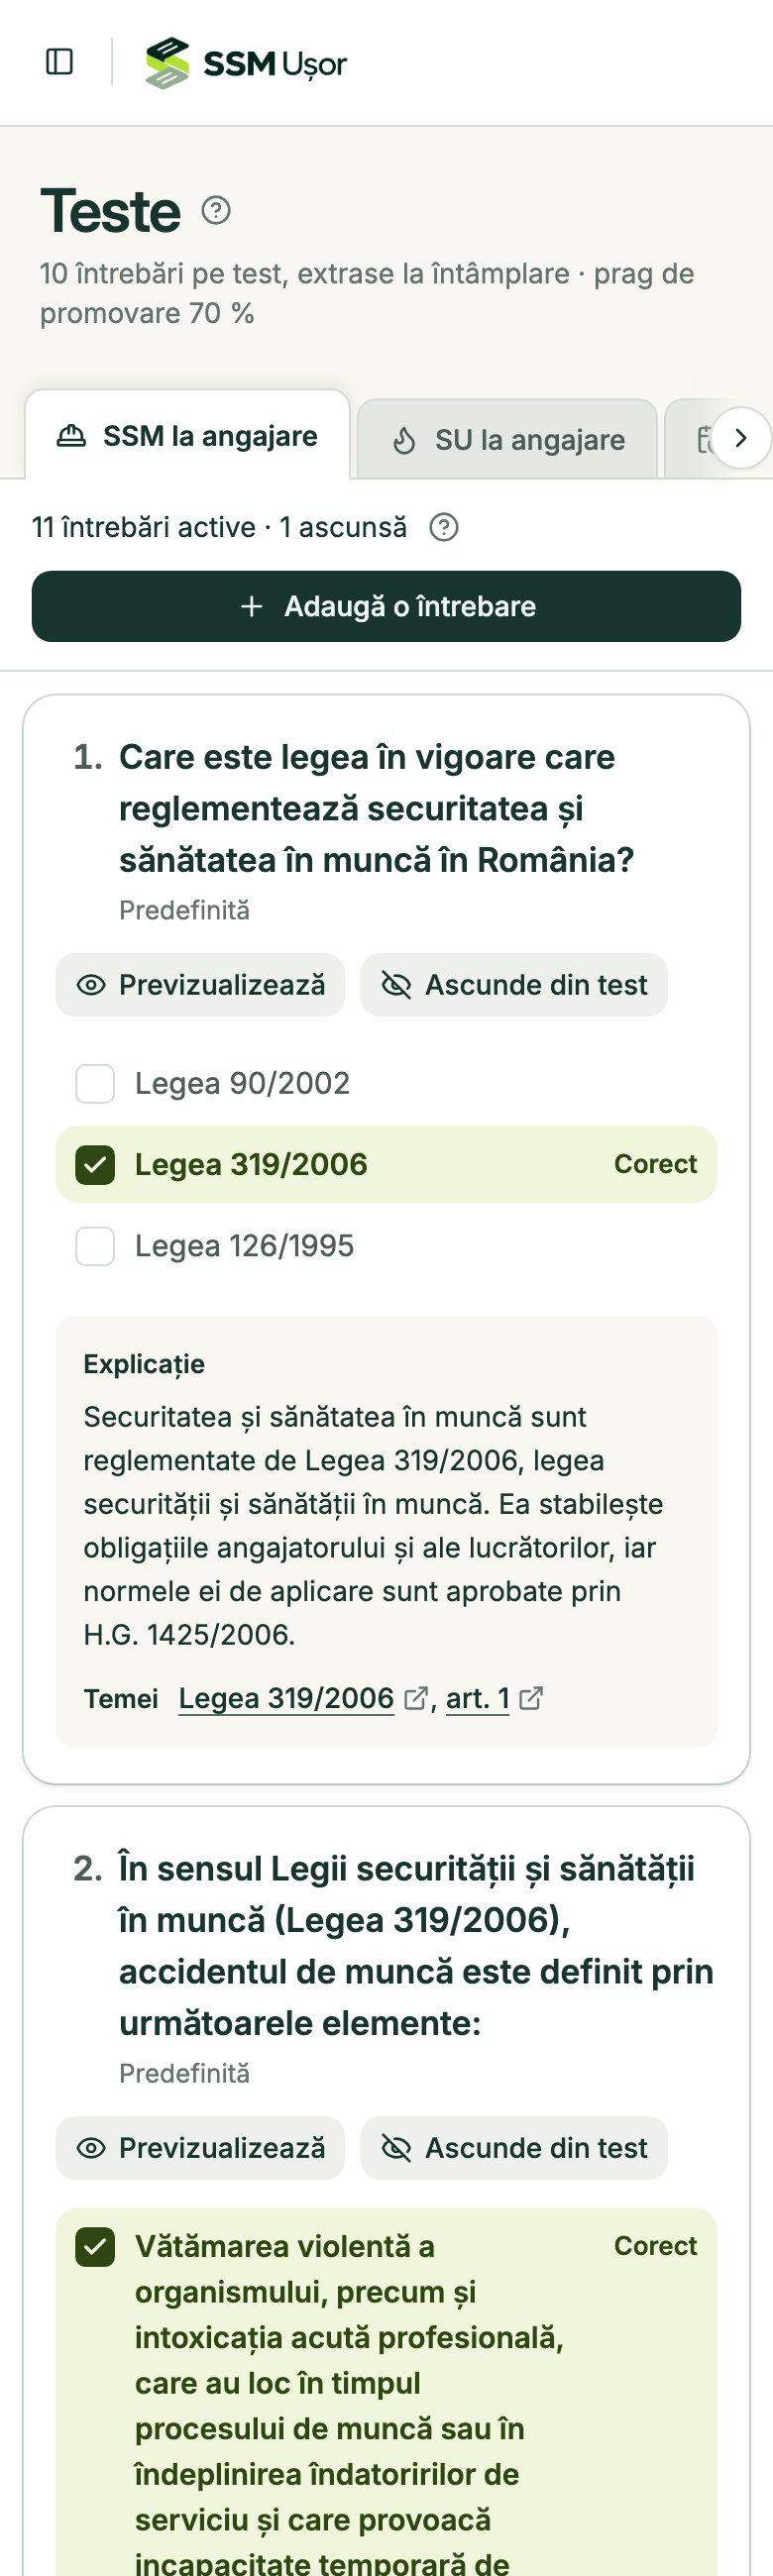 SSM Ușor
Teste
10 întrebări pe test, extrase la întâmplare · prag de
promovare 70 %
SSM la angajare
SU la angajare
11 întrebări active · 1 ascunsă
Adaugă o întrebare
1. Care este legea în vigoare care
reglementează securitatea și
sănătatea în muncă în România?
Predefinită
Previzualizează
Ascunde din test
Legea 90/2002
Legea 319/2006 Corect
Legea 126/1995
Explicație
Securitatea și sănătatea în muncă sunt
reglementate de Legea 319/2006, legea
securității și sănătății în muncă. Ea stabilește
obligațiile angajatorului și ale lucrătorilor, iar
normele ei de aplicare sunt aprobate prin
H.G. 1425/2006.
Temei Legea 319/2006, art. 1
2. În sensul Legii securității și sănătății
în muncă (Legea 319/2006),
accidentul de muncă este definit prin
următoarele elemente:
Predefinită
Previzualizează
Ascunde din test
Vătămarea violentă a Corect
organismului, precum și
intoxicația acută profesională,
care au loc în timpul
procesului de muncă sau în
îndeplinirea îndatoririlor de
serviciu și care provoacă
incapacitate temporară de